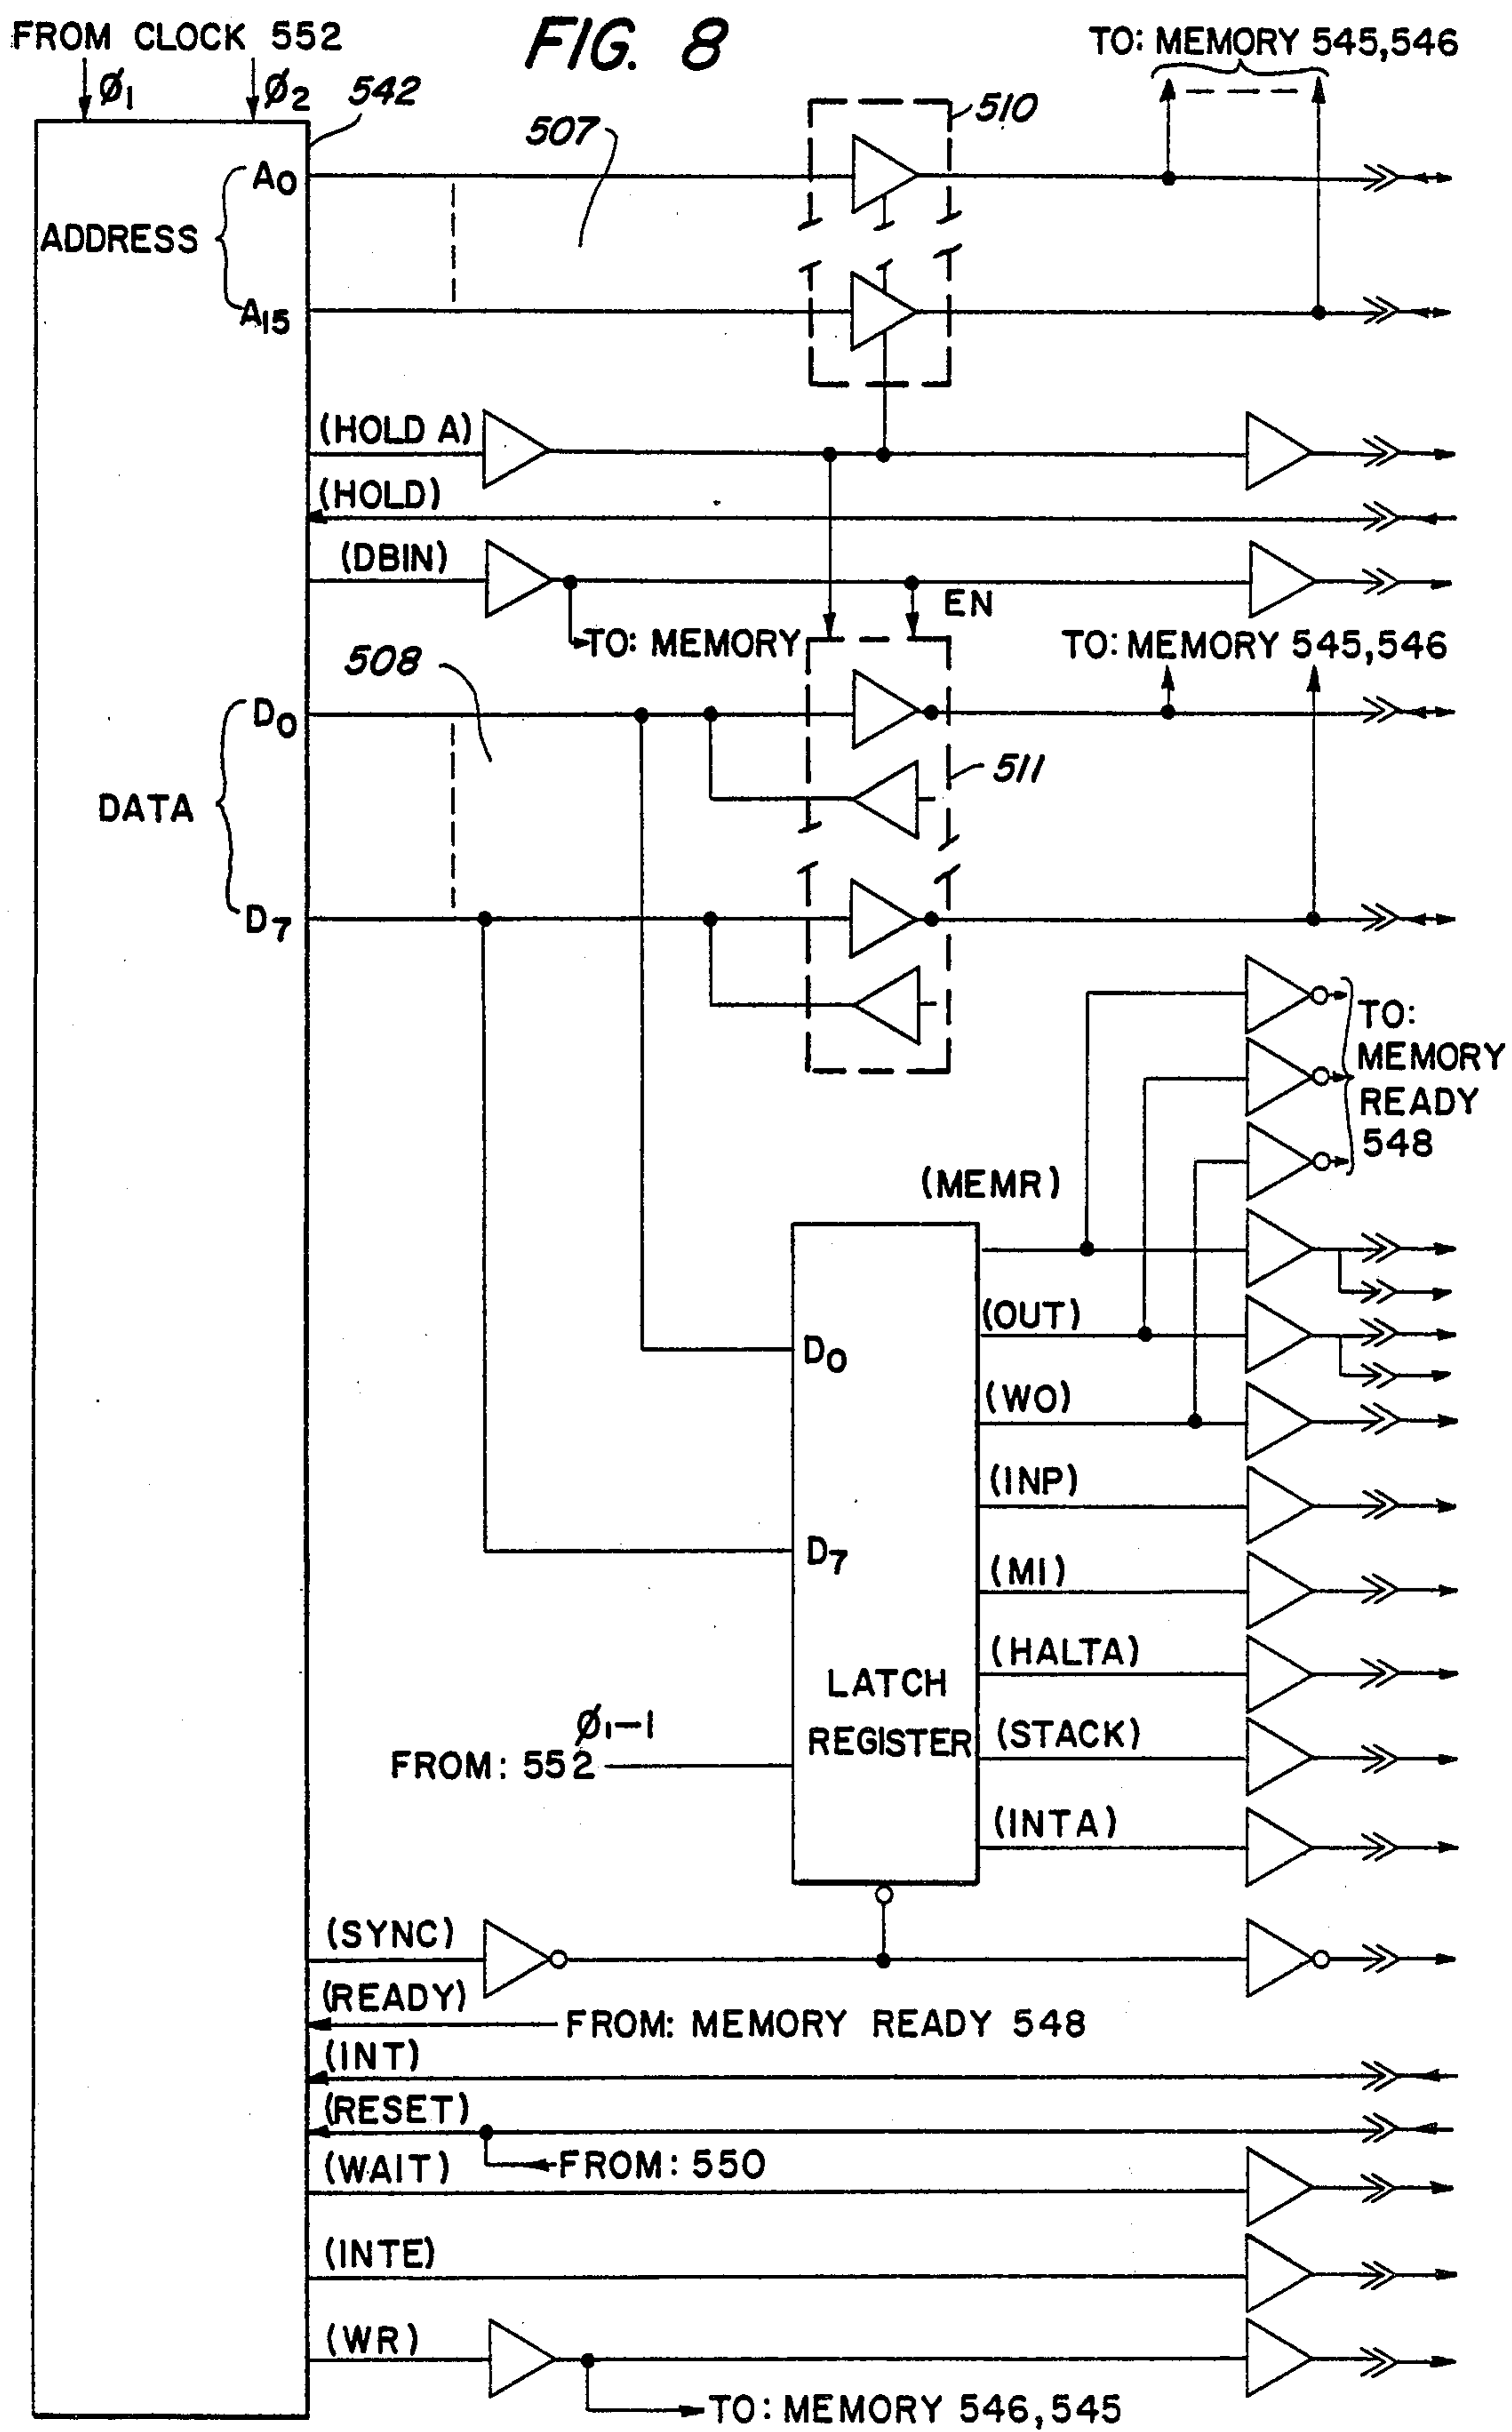 FROM CLOCK 552
FIG. 8
TO: MEMORY 545,546
Ø1
Ø2
542
510
507
A0
ADDRESS
A15
(HOLD A)
(HOLD)
(DBIN)
EN
TO: MEMORY
TO: MEMORY 545,546
508
D0
511
DATA
D7
TO:
MEMORY
READY
548
(MEMR)
(OUT)
D0
(WO)
(INP)
D7
(MI)
(HALTA)
LATCH
REGISTER
Ø1-1
(STACK)
FROM: 552
(INTA)
(SYNC)
(READY)
FROM: MEMORY READY 548
(INT)
(RESET)
FROM: 550
(WAIT)
(INTE)
(WR)
TO: MEMORY 546,545